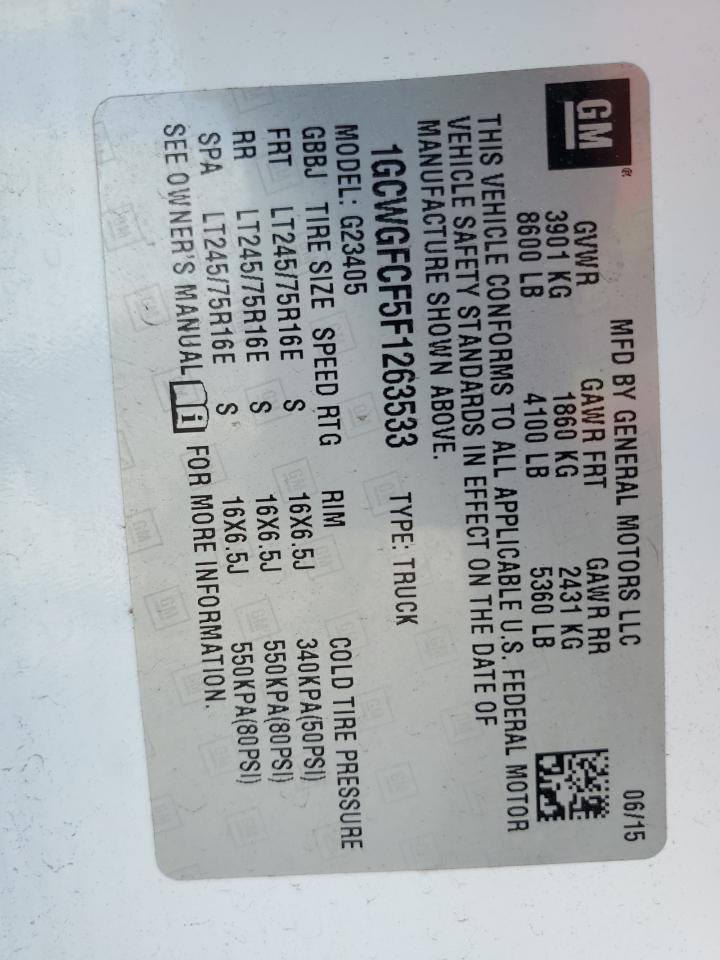 GM®
MFD BY GENERAL MOTORS LLC 06/15
GVWR GAWR FRT GAWR RR
3901 KG 1860 KG 2431 KG
8600 LB 4100 LB 5360 LB
THIS VEHICLE CONFORMS TO ALL APPLICABLE U.S. FEDERAL MOTOR
VEHICLE SAFETY STANDARDS IN EFFECT ON THE DATE OF
MANUFACTURE SHOWN ABOVE.
1GCWGFCF5F1263533 TYPE: TRUCK
MODEL: G23405
GBBJ TIRE SIZE SPEED RTG RIM COLD TIRE PRESSURE
FRT LT245/75R16E S 16X6.5J 340KPA(50PSI)
RR LT245/75R16E S 16X6.5J 550KPA(80PSI)
SPA LT245/75R16E S 16X6.5J 550KPA(80PSI)
SEE OWNER'S MANUAL i FOR MORE INFORMATION.